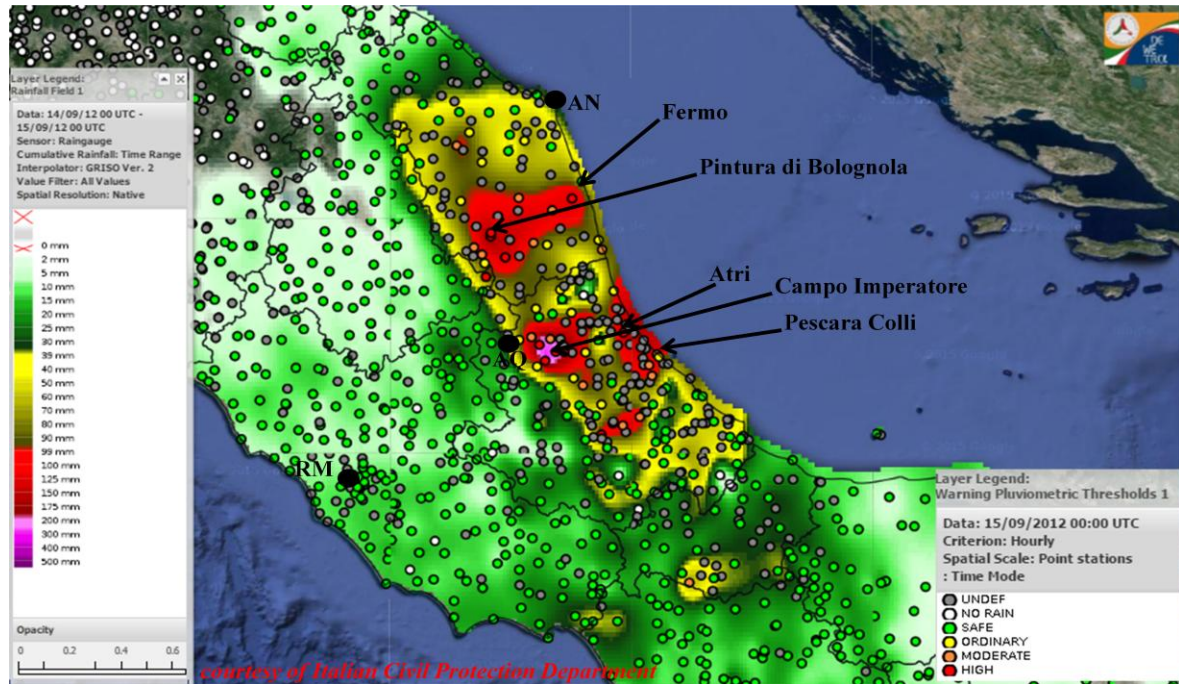 Layer Legend:
Rainfall Field 1
Data: 14/09/12 00 UTC -
15/09/12 00 UTC
Sensor: Raingauge
Cumulative Rainfall: Time Range
Interpolator: GRISO Ver. 2
Value Filter: All Values
Spatial Resolution: Native
0 mm
2 mm
5 mm
10 mm
15 mm
25 mm
30 mm
35 mm
40 mm
50 mm
60 mm
70 mm
80 mm
90 mm
99 mm
100 mm
125 mm
150 mm
175 mm
200 mm
300 mm
400 mm
500 mm
Opacity
0 0.2 0.4 0.6
AN
Fermo
Pintura di Bolognola
Atri
Campo Imperatore
Pescara Colli
AQ
RM
courtesy of Italian Civil Protection Department
DE
WE
TRA
Layer Legend:
Warning Pluviometric Thresholds 1
Data: 15/09/2012 00:00 UTC
Criterion: Hourly
Spatial Scale: Point stations
: Time Mode
UNDEF
NO RAIN
SAFE
ORDINARY
MODERATE
HIGH